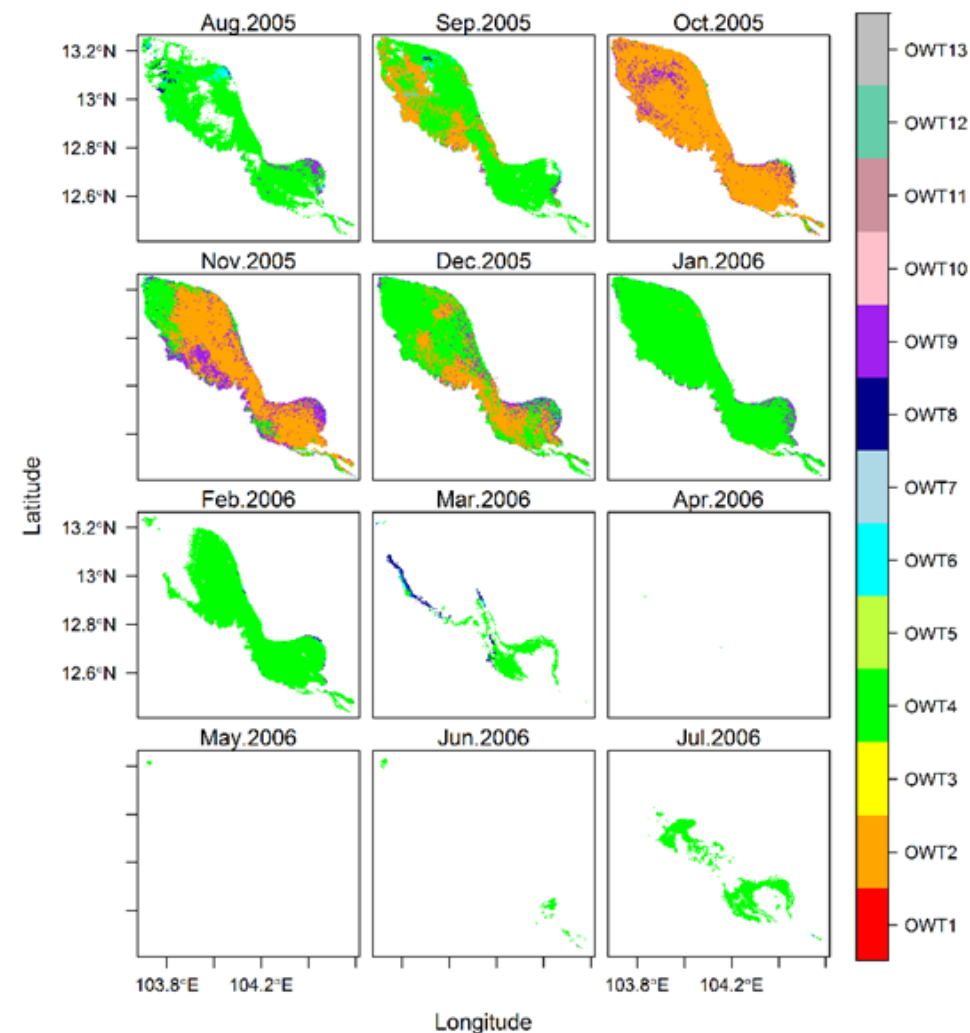 Aug.2005
Sep.2005
Oct.2005
13.2°N
13°N
12.8°N
12.6°N
Nov.2005
Dec.2005
Jan.2006
Feb.2006
Mar.2006
Apr.2006
13.2°N
13°N
12.8°N
12.6°N
May.2006
Jun.2006
Jul.2006
103.8°E 104.2°E
103.8°E 104.2°E
Latitude
Longitude
OWT13
OWT12
OWT11
OWT10
OWT9
OWT8
OWT7
OWT6
OWT5
OWT4
OWT3
OWT2
OWT1